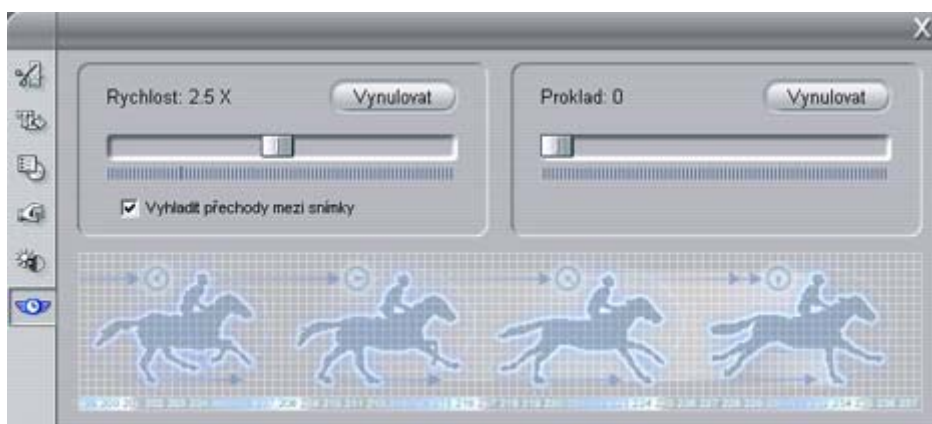 X
Rychlost: 2.5 X
Vynulovat
Proklad: 0
Vynulovat
Vyhladit přechody mezi snímky